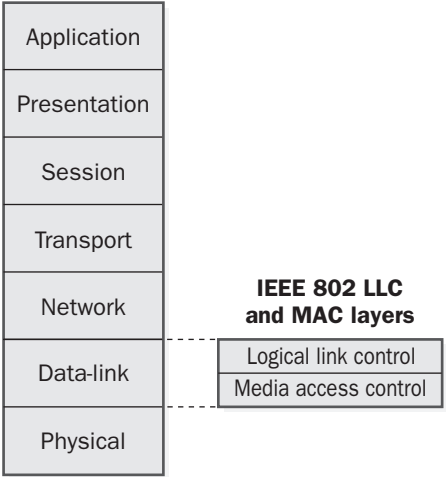 Application
Presentation
Session
Transport
Network
Data-link
Physical
IEEE 802 LLC
and MAC layers
Logical link control
Media access control